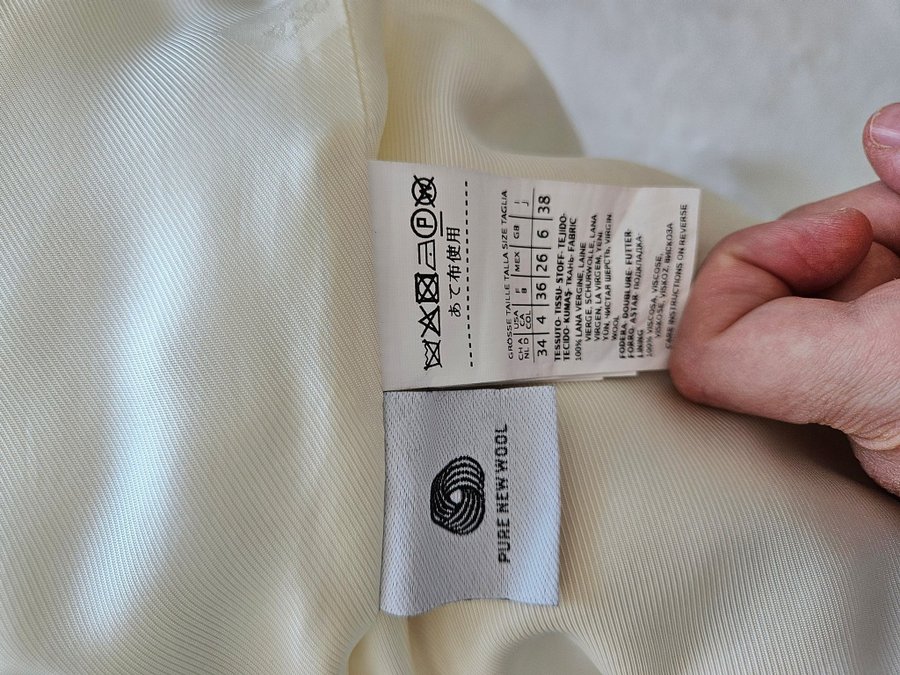 あて布使用
GRÖSSE TAILLE TALLA SIZE TAGLIA
CH A USA F MEX GB I J
NL D CA B
COL
34 4 36 26 6 38
TESSUTO· TISSU· STOFF· TEJIDO·
TECIDO· KUMAŞ· ТКАНЬ· FABRIC
100% LANA VERGINE, LAINE
VIERGE, SCHURWOLLE, LANA
VIRGEN, LA VIRGEM, YENI
YÜN, ЧИСТАЯ ШЕРСТЬ, VIRGIN
WOOL
FODERA· DOUBLURE· FUTTER·
FORRO· ASTAR· ПОДКЛАДКА·
LINING
100% VISCOSA, VISCOSE,
VISKOSE, VISKOZ, ВИСКОЗА
CARE INSTRUCTIONS ON REVERSE
PURE NEW WOOL